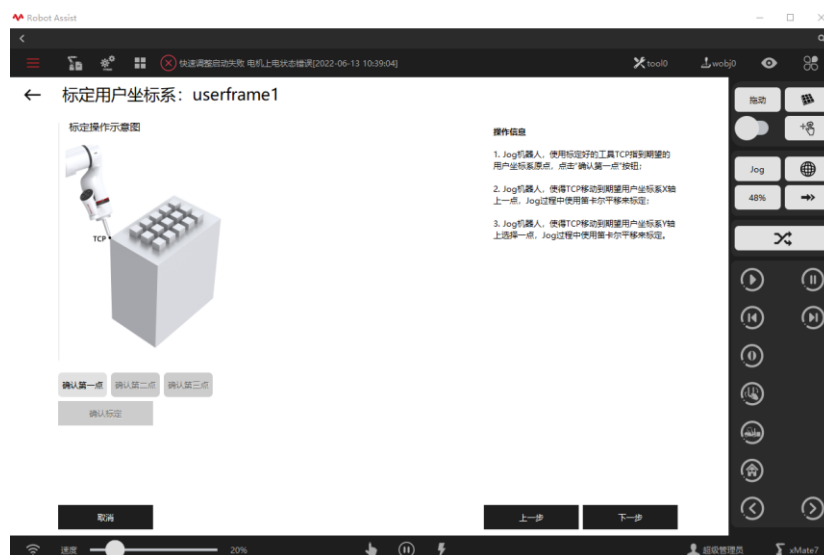 Robot Assist
快速调整启动失败 电机上电状态错误[2022-06-13 10:39:04]
tool0
wobj0
标定用户坐标系：userframe1
拖动
标定操作示意图
操作信息
1. Jog机器人，使用标定好的工具TCP指到期望的
用户坐标系原点，点击"确认第一点"按钮；
2. Jog机器人，使得TCP移动到期望用户坐标系X轴
上一点，Jog过程中使用笛卡尔平移来标定；
3. Jog机器人，使得TCP移动到期望用户坐标系Y轴
上选择一点，Jog过程中使用笛卡尔平移来标定。
Jog
48%
TCP
确认第一点
确认第二点
确认第三点
确认标定
取消
上一步
下一步
速度
20%
超级管理员
xMate7